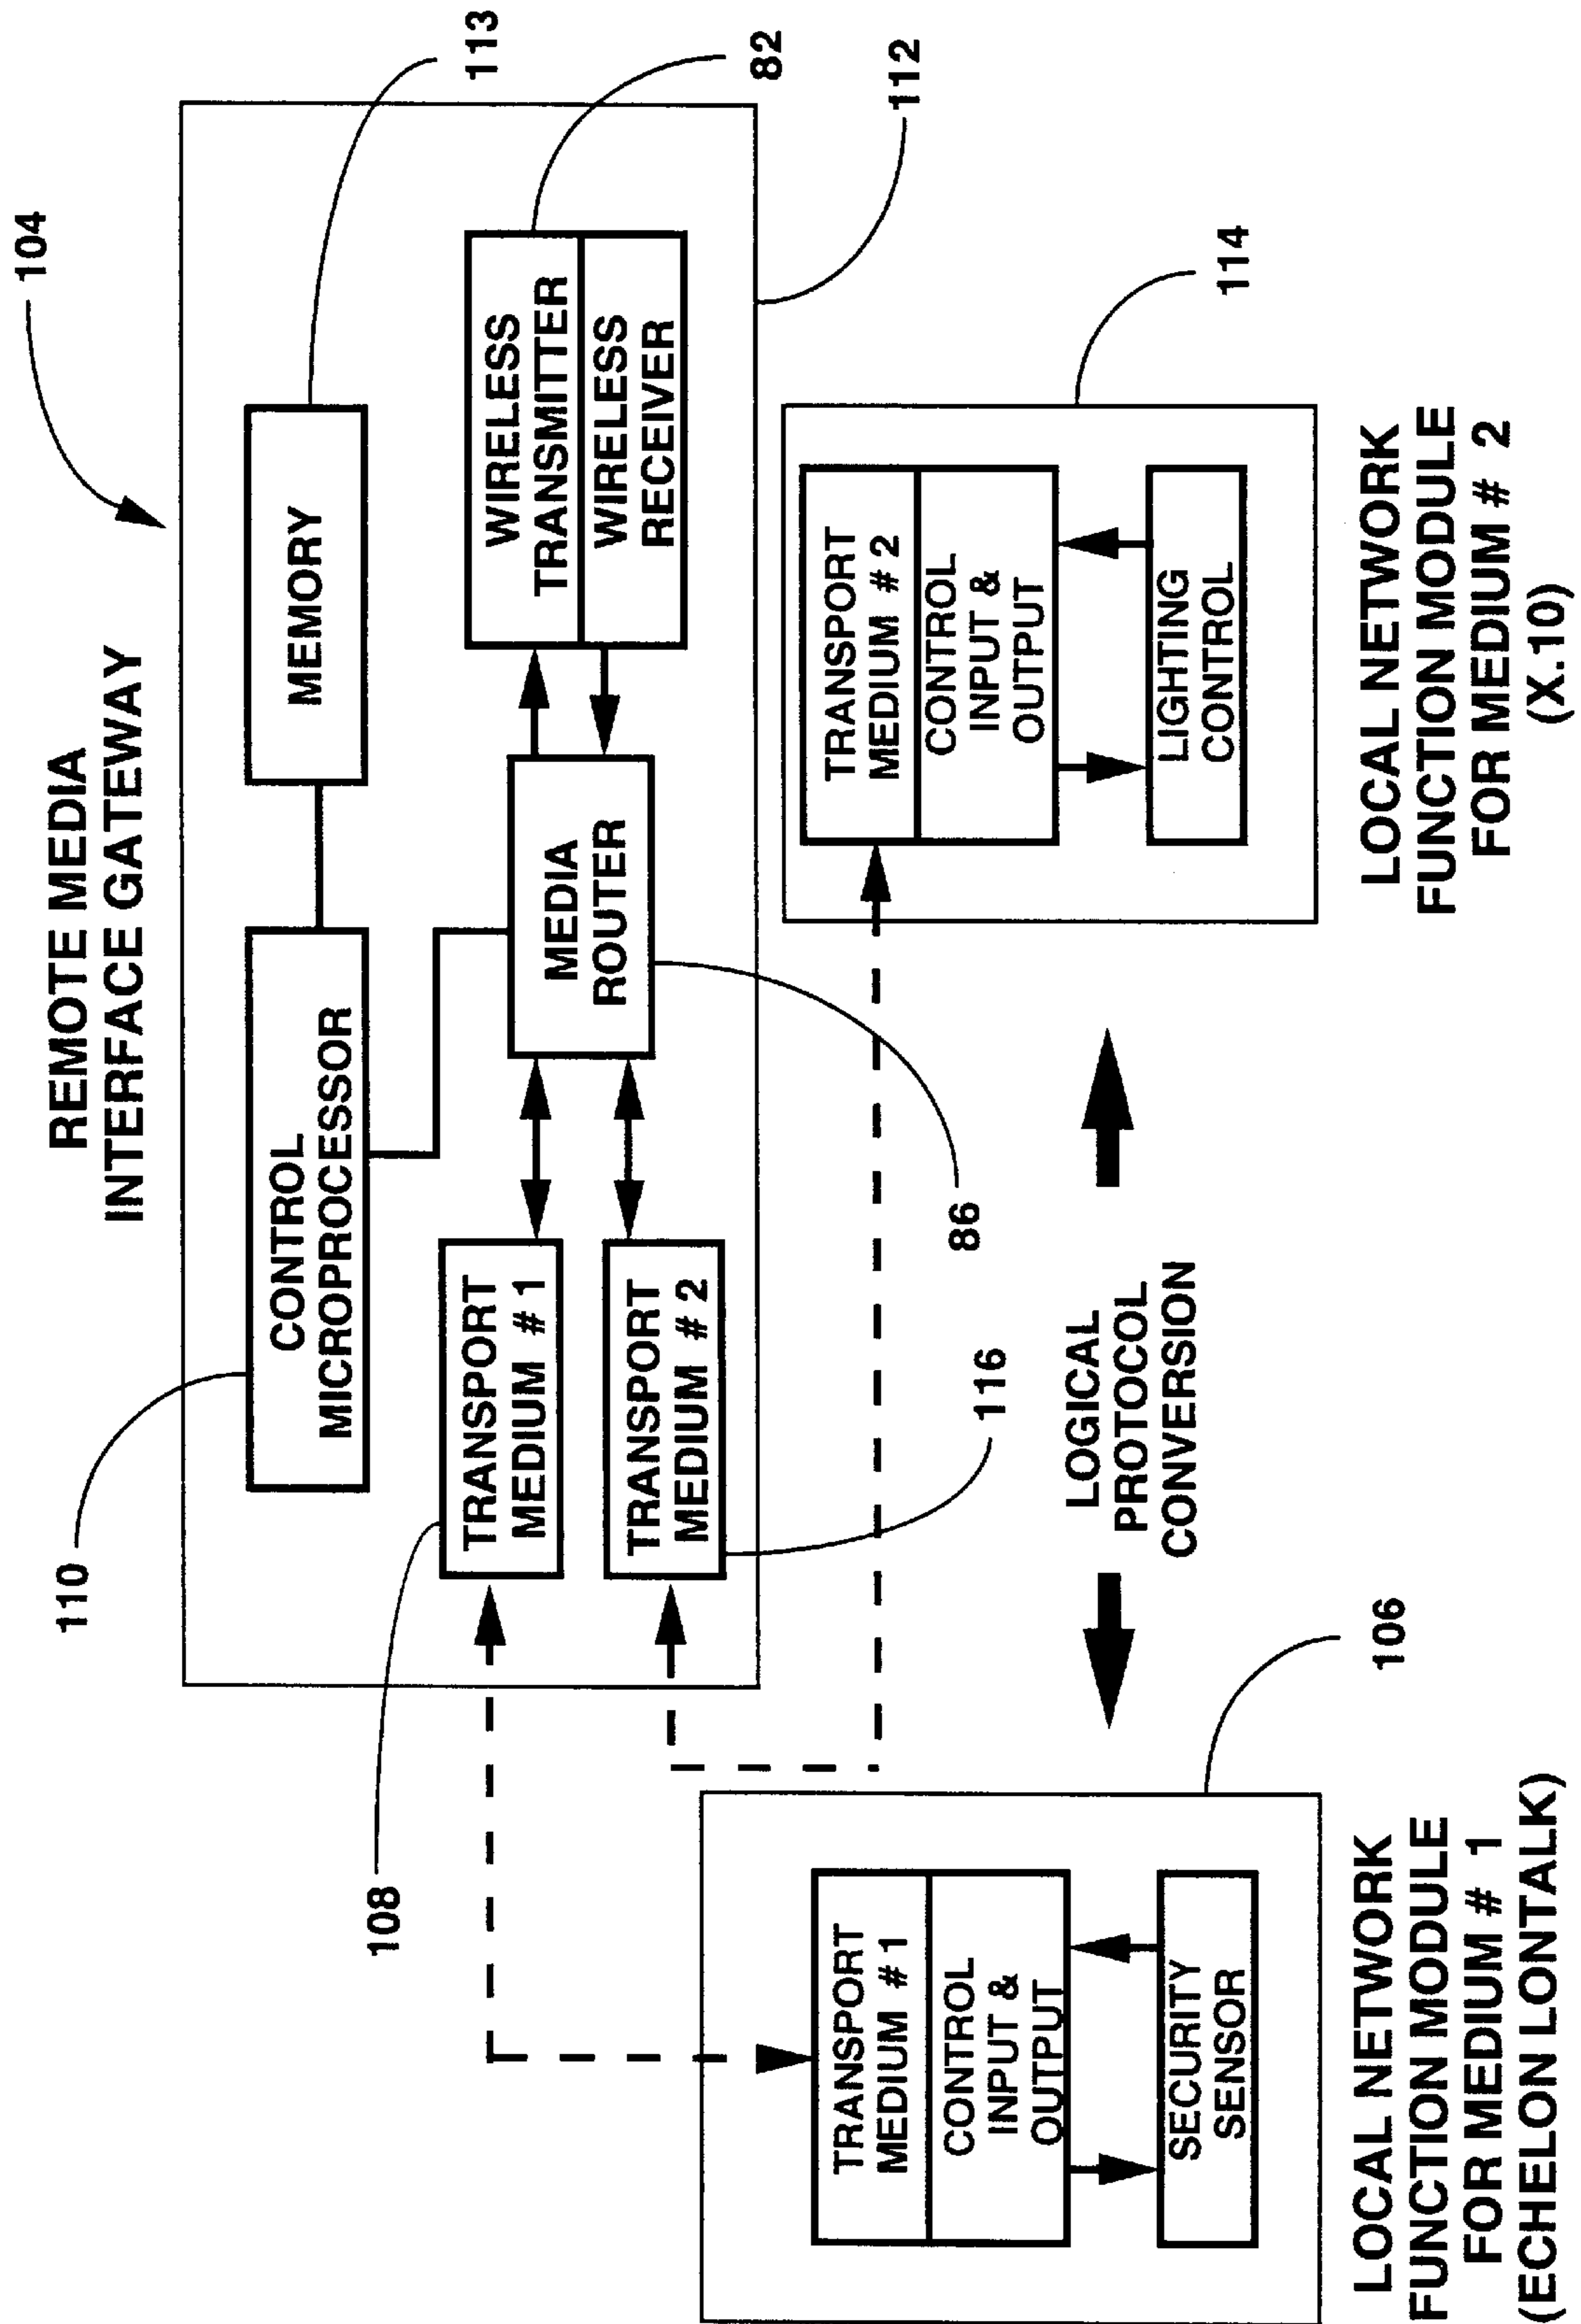 REMOTE MEDIA
INTERFACE GATEWAY
104
110
CONTROL
MICROPROCESSOR
MEMORY
113
108
TRANSPORT
MEDIUM # 1
TRANSPORT
MEDIUM # 2
116
MEDIA
ROUTER
86
WIRELESS
TRANSMITTER
WIRELESS
RECEIVER
82
112
TRANSPORT
MEDIUM # 1
CONTROL
INPUT &
OUTPUT
SECURITY
SENSOR
106
LOCAL NETWORK
FUNCTION MODULE
FOR MEDIUM # 1
(ECHELON LONTALK)
LOGICAL
PROTOCOL
CONVERSION
TRANSPORT
MEDIUM # 2
CONTROL
INPUT &
OUTPUT
LIGHTING
CONTROL
114
LOCAL NETWORK
FUNCTION MODULE
FOR MEDIUM # 2
(X.10)